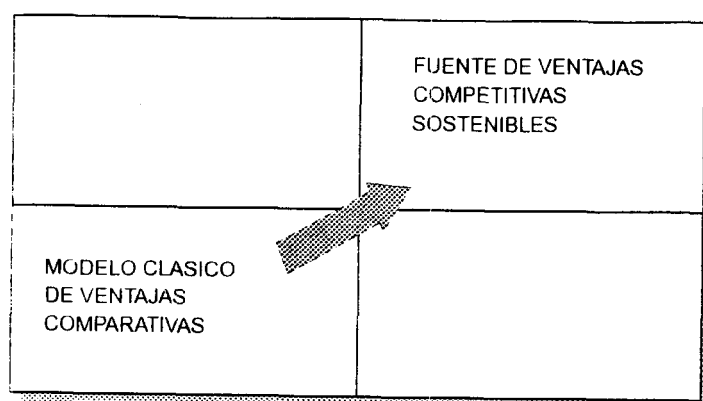 FUENTE DE VENTAJAS
COMPETITIVAS
SOSTENIBLES
MODELO CLASICO
DE VENTAJAS
COMPARATIVAS